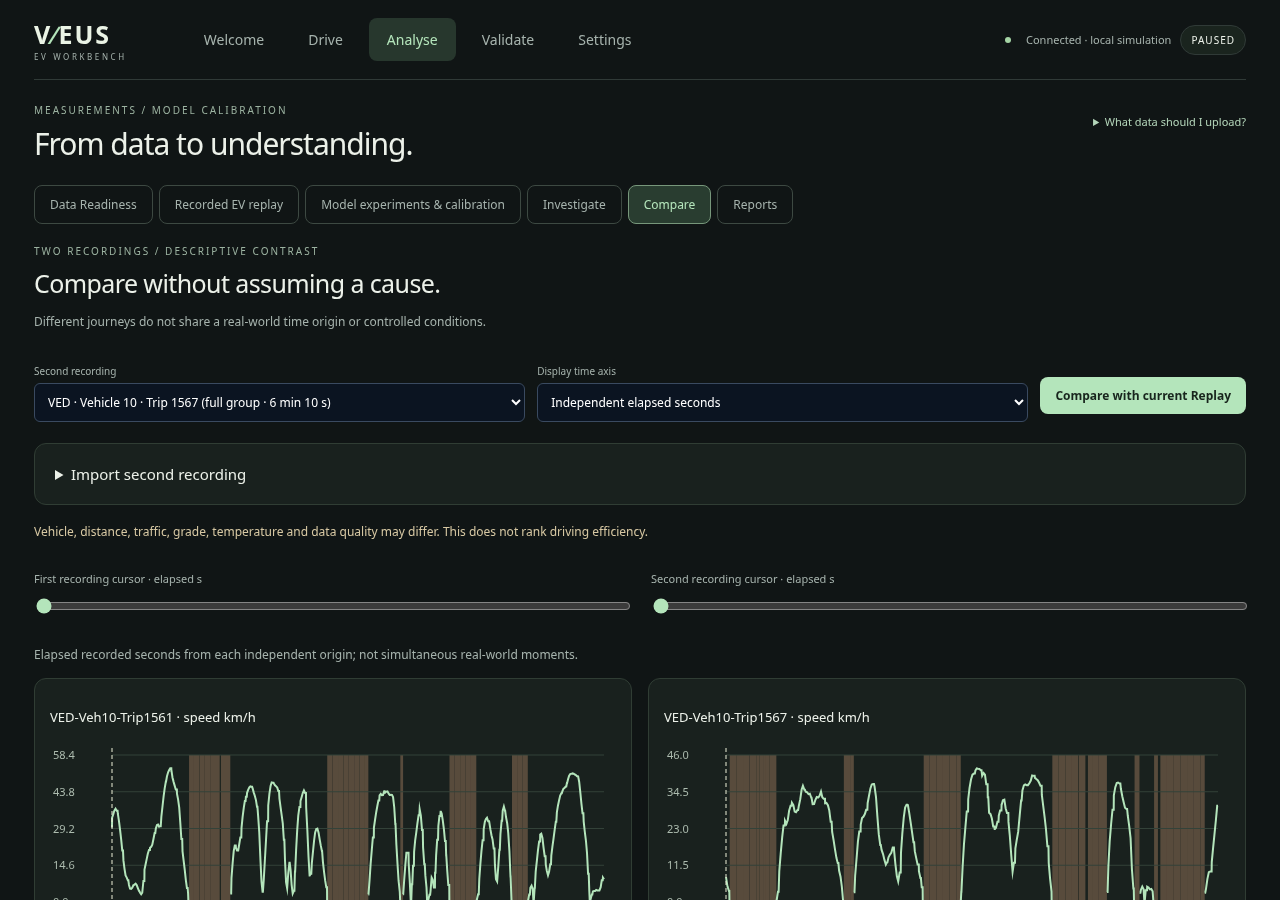 V/EUS
EV WORKBENCH
Welcome
Drive
Analyse
Validate
Settings
Connected · local simulation
PAUSED
MEASUREMENTS / MODEL CALIBRATION
From data to understanding.
▶ What data should I upload?
Data Readiness
Recorded EV replay
Model experiments & calibration
Investigate
Compare
Reports
TWO RECORDINGS / DESCRIPTIVE CONTRAST
Compare without assuming a cause.
Different journeys do not share a real-world time origin or controlled conditions.
Second recording
Display time axis
VED · Vehicle 10 · Trip 1567 (full group · 6 min 10 s)
Independent elapsed seconds
Compare with current Replay
▶ Import second recording
Vehicle, distance, traffic, grade, temperature and data quality may differ. This does not rank driving efficiency.
First recording cursor · elapsed s
Second recording cursor · elapsed s
Elapsed recorded seconds from each independent origin; not simultaneous real-world moments.
VED-Veh10-Trip1561 · speed km/h
58.4
43.8
29.2
14.6
VED-Veh10-Trip1567 · speed km/h
46.0
34.5
23.0
11.5